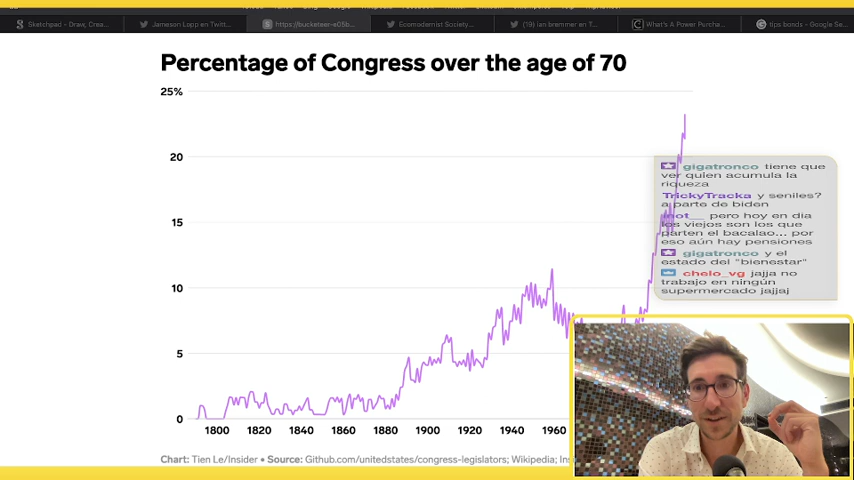 Sketchpad - Draw, Crea...
Jameson Lopp en Twitt...
https://bucketeer-e05b...
Ecomodernist Society...
(19) ian bremmer en T...
What's A Power Purcha...
tips bonds - Google Se...
Percentage of Congress over the age of 70
25%
20
15
10
5
0
1800
1820
1840
1860
1880
1900
1920
1940
1960
gigatronco tiene que
ver quien acumula la
riqueza
TrickyTracka y seniles?
a parte de biden
pero hoy en dia
los viejos son los que
parten el bacalao... por
eso aún hay pensiones
gigatronco y el
estado del "bienestar"
chelo_vg jajja no
trabajo en ningún
supermercado jajjaj
Chart: Tien Le/Insider • Source: Github.com/unitedstates/congress-legislators; Wikipedia;